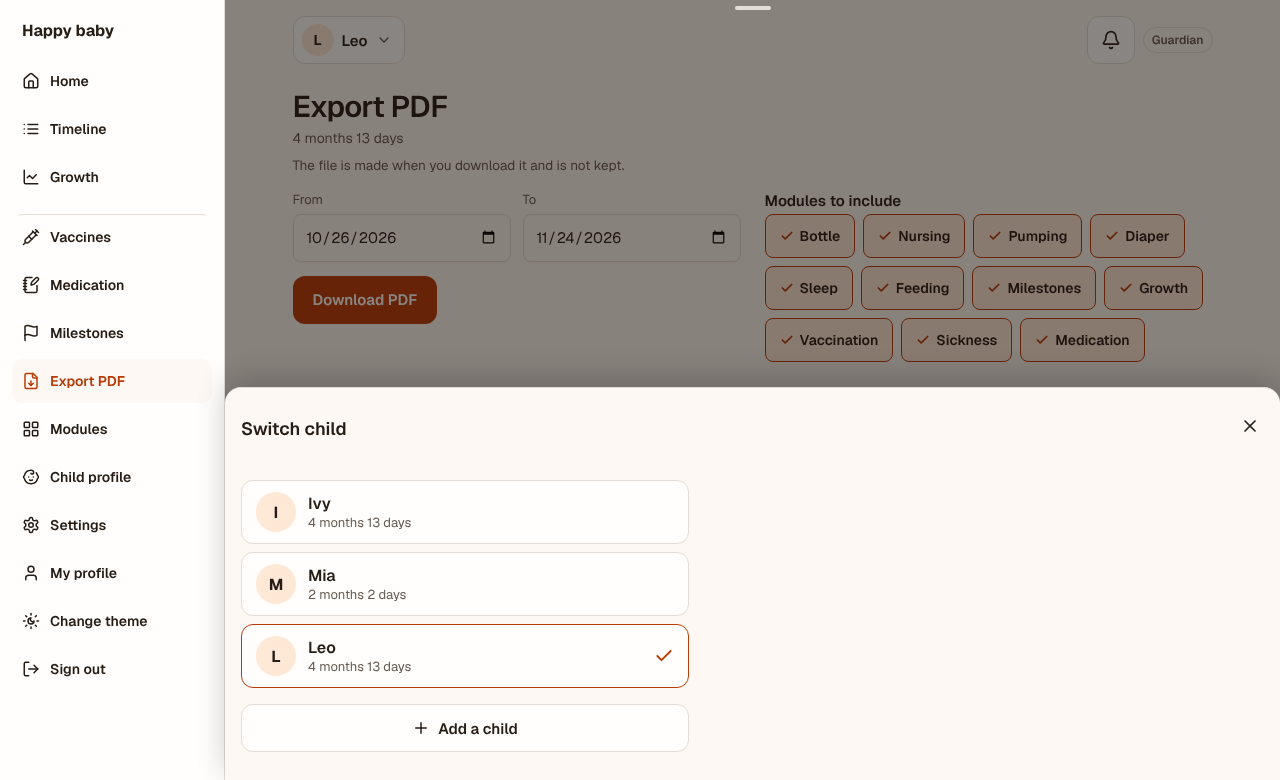 Happy baby
Home
Timeline
Growth
Vaccines
Medication
Milestones
Export PDF
Modules
Child profile
Settings
My profile
Change theme
Sign out
L Leo
Guardian
Export PDF
4 months 13 days
The file is made when you download it and is not kept.
From
To
10/26/2026
11/24/2026
Download PDF
Modules to include
Bottle
Nursing
Pumping
Diaper
Sleep
Feeding
Milestones
Growth
Vaccination
Sickness
Medication
Switch child
I
Ivy
4 months 13 days
M
Mia
2 months 2 days
L
Leo
4 months 13 days
Add a child